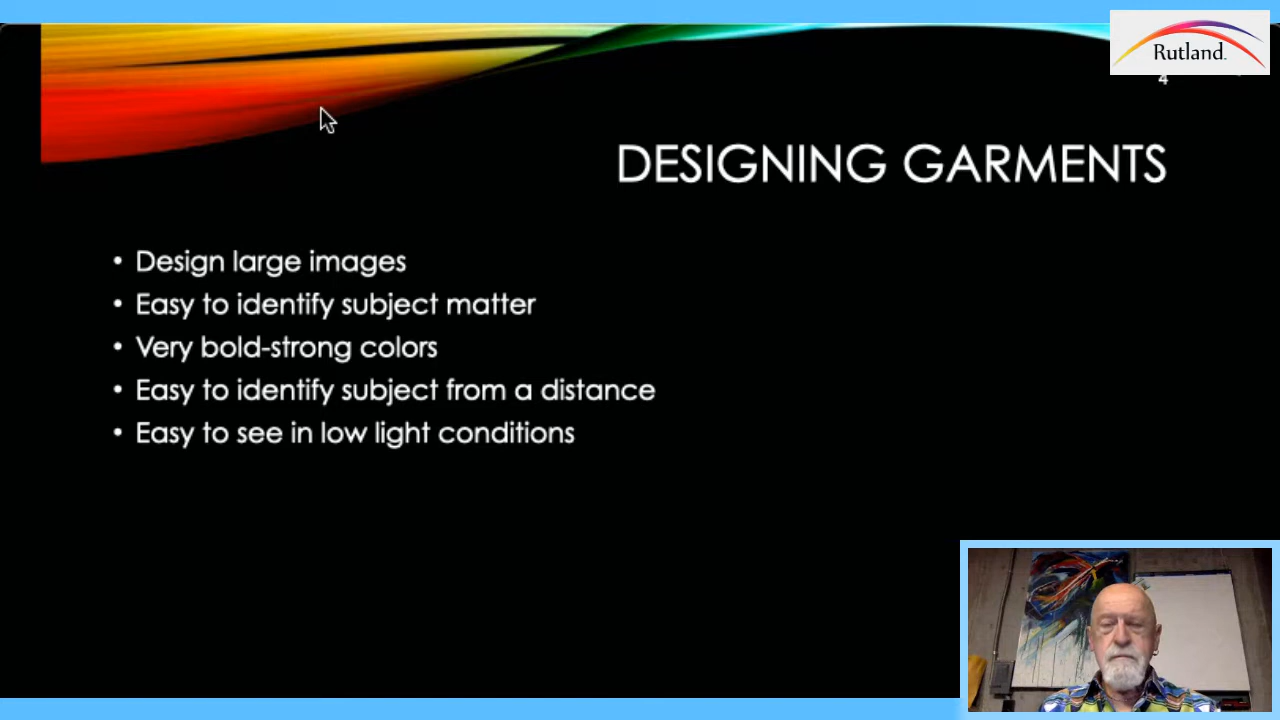 Rutland.
4
DESIGNING GARMENTS
• Design large images
• Easy to identify subject matter
• Very bold-strong colors
• Easy to identify subject from a distance
• Easy to see in low light conditions